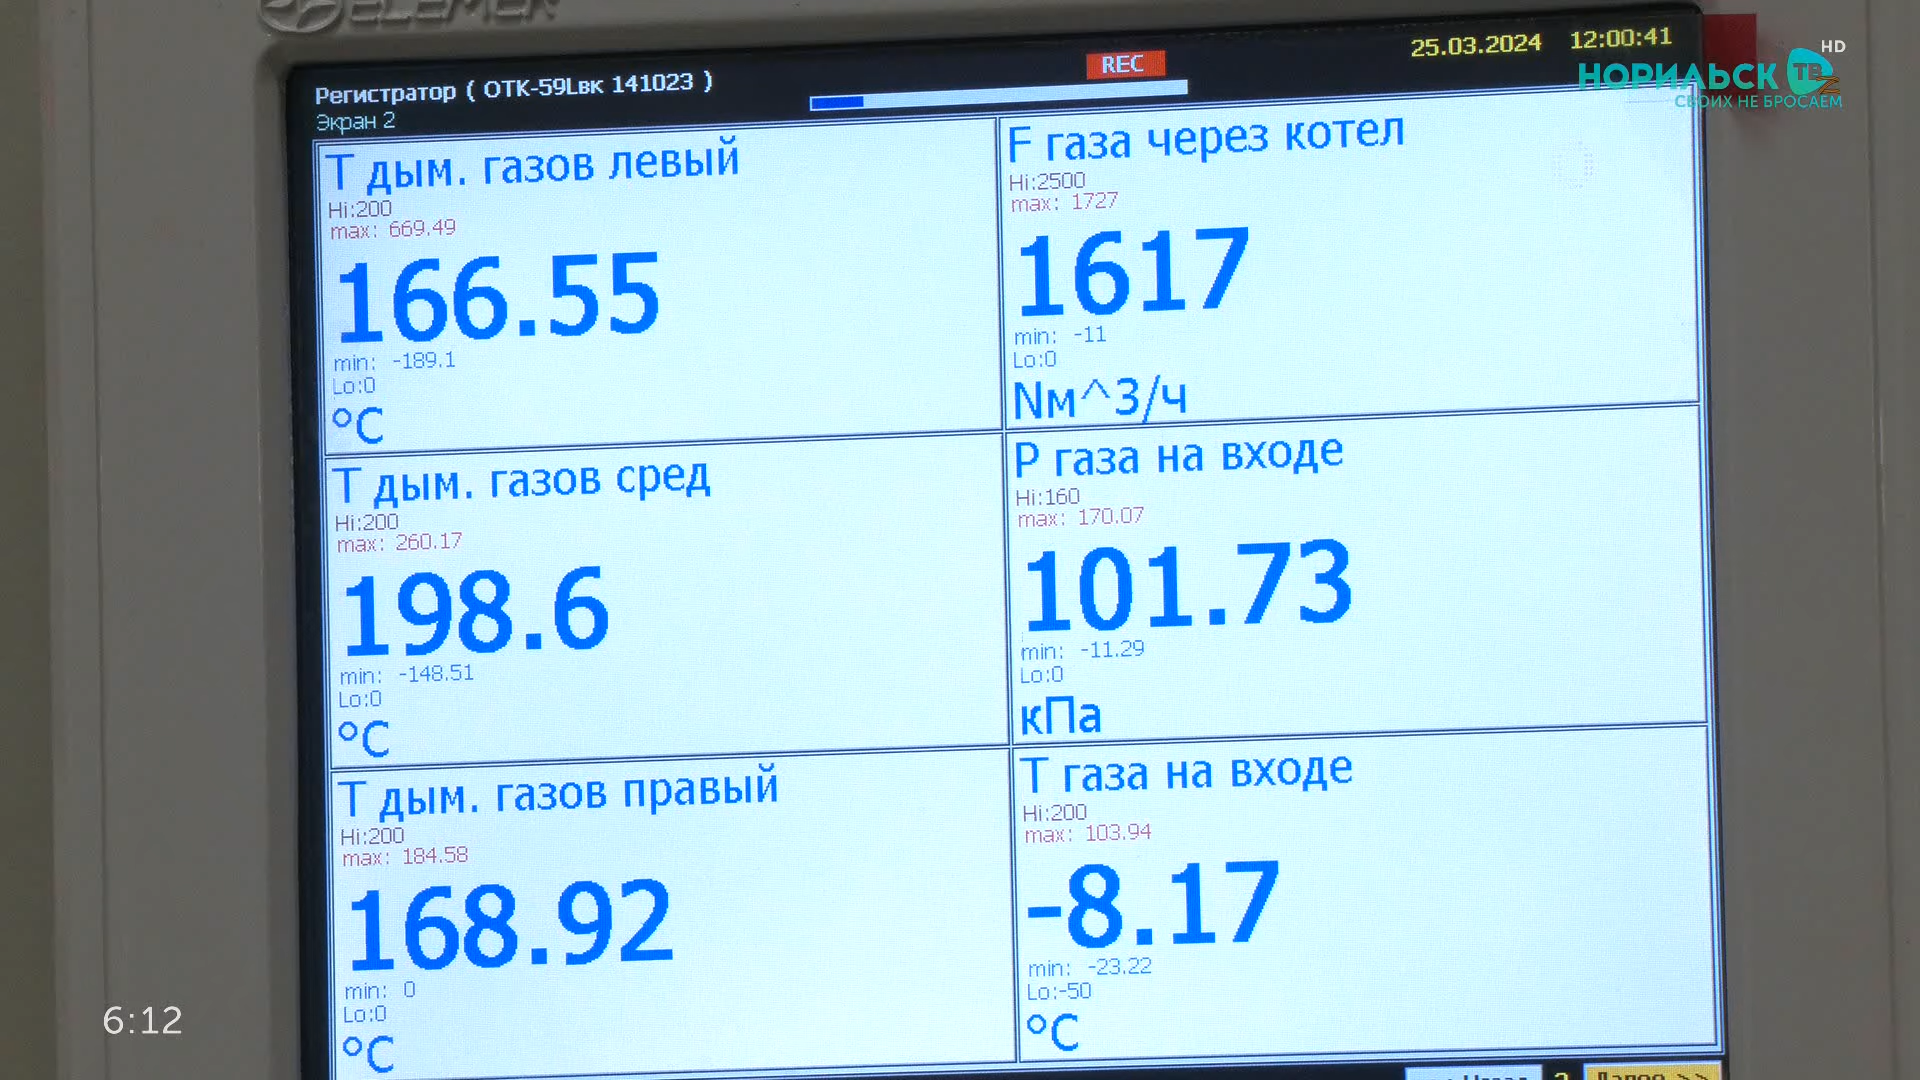 ELEMER
Регистратор ( ОТК-59Lвк 141023 )
Экран 2
REC
25.03.2024 12:00:41
HD
НОРИЛЬСК ТВ
СВОИХ НЕ БРОСАЕМ
Т дым. газов левый
Hi:200
max: 669.49
166.55
min: -189.1
Lo:0
°C
F газа через котел
Hi:2500
max: 1727
1617
min: -11
Lo:0
Nм^3/ч
Т дым. газов сред
Hi:200
max: 260.17
198.6
min: -148.51
Lo:0
°C
P газа на входе
Hi:160
max: 170.07
101.73
min: -11.29
Lo:0
кПа
Т дым. газов правый
Hi:200
max: 184.58
168.92
min: 0
Lo:0
°C
Т газа на входе
Hi:200
max: 103.94
-8.17
min: -23.22
Lo:-50
°C
6:12
Далее >>